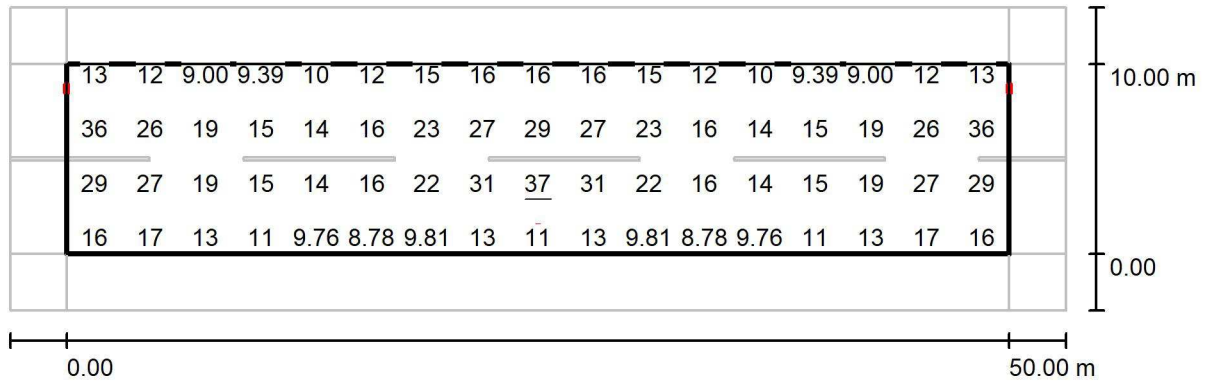 13 12 9.00 9.39 10 12 15 16 16 16 15 12 10 9.39 9.00 12 13
10.00 m
36 26 19 15 14 16 23 27 29 27 23 16 14 15 19 26 36
29 27 19 15 14 16 22 31 37 31 22 16 14 15 19 27 29
16 17 13 11 9.76 8.78 9.81 13 11 13 9.81 8.78 9.76 11 13 17 16
0.00
0.00 50.00 m